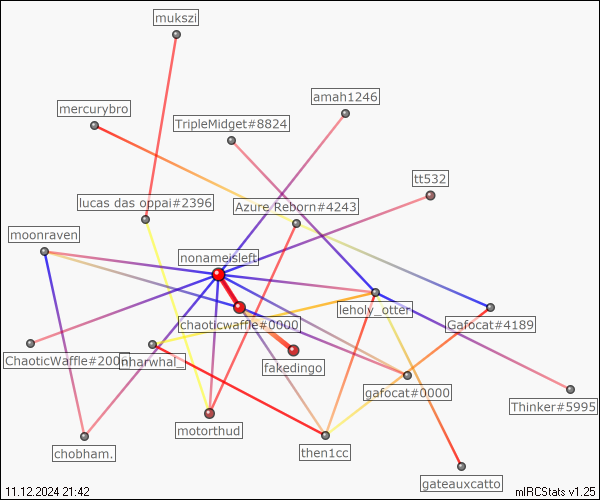 mukszi
amah1246
mercurybro
TripleMidget#8824
tt532
lucas das oppai#2396
Azure Reborn#4243
moonraven
nonameisleft
leholy_otter
chaoticwaffle#0000
Gafocat#4189
ChaoticWaffle#200
nharwhal_
fakedingo
gafocat#0000
Thinker#5995
motorthud
chobham.
then1cc
gateauxcatto
11.12.2024 21:42
mIRCStats v1.25